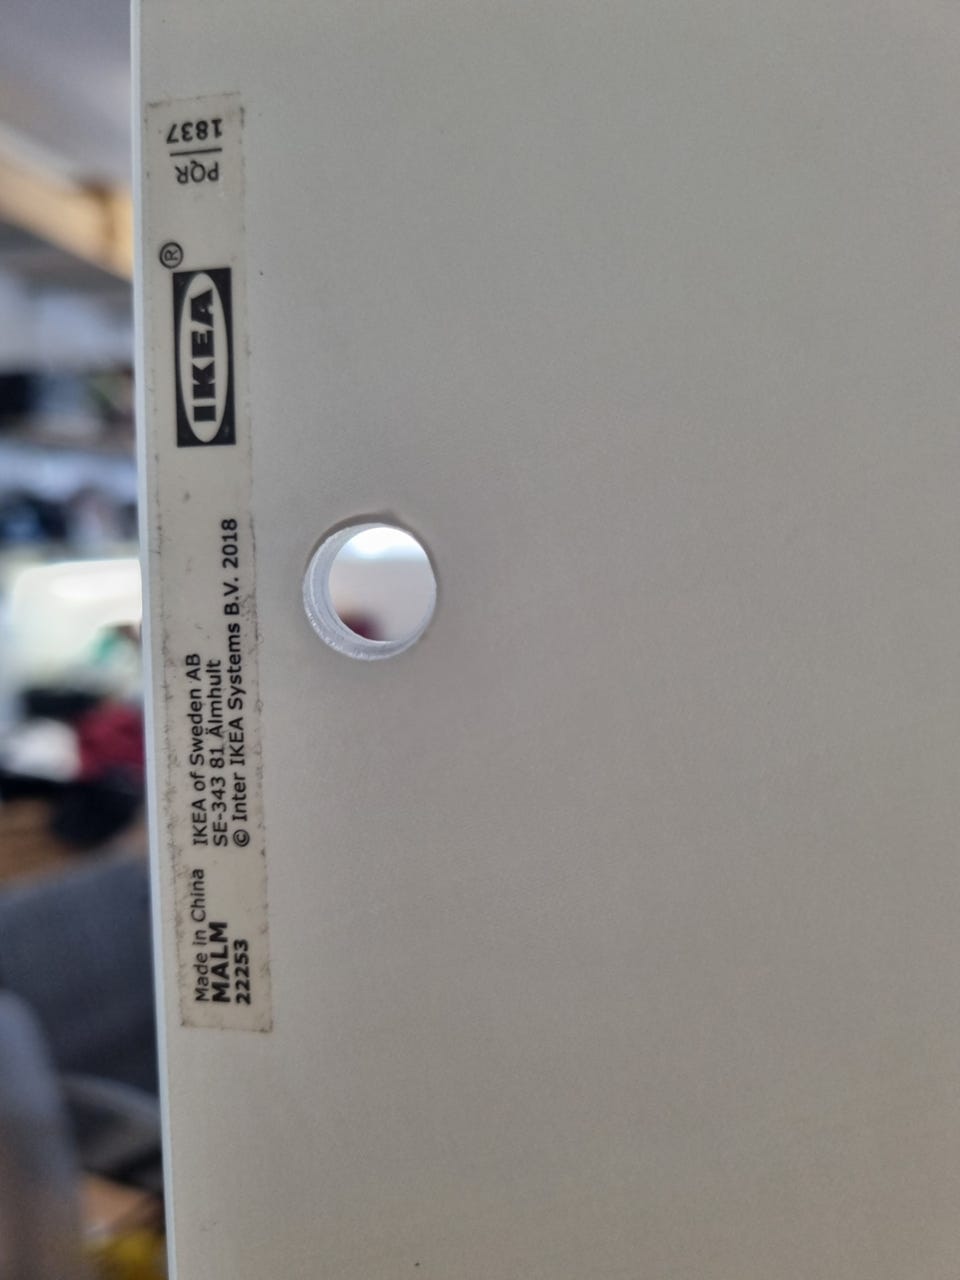 Made in China
MALM
22253
IKEA of Sweden AB
SE-343 81 Älmhult
© Inter IKEA Systems B.V. 2018
IKEA®
PQR
1837